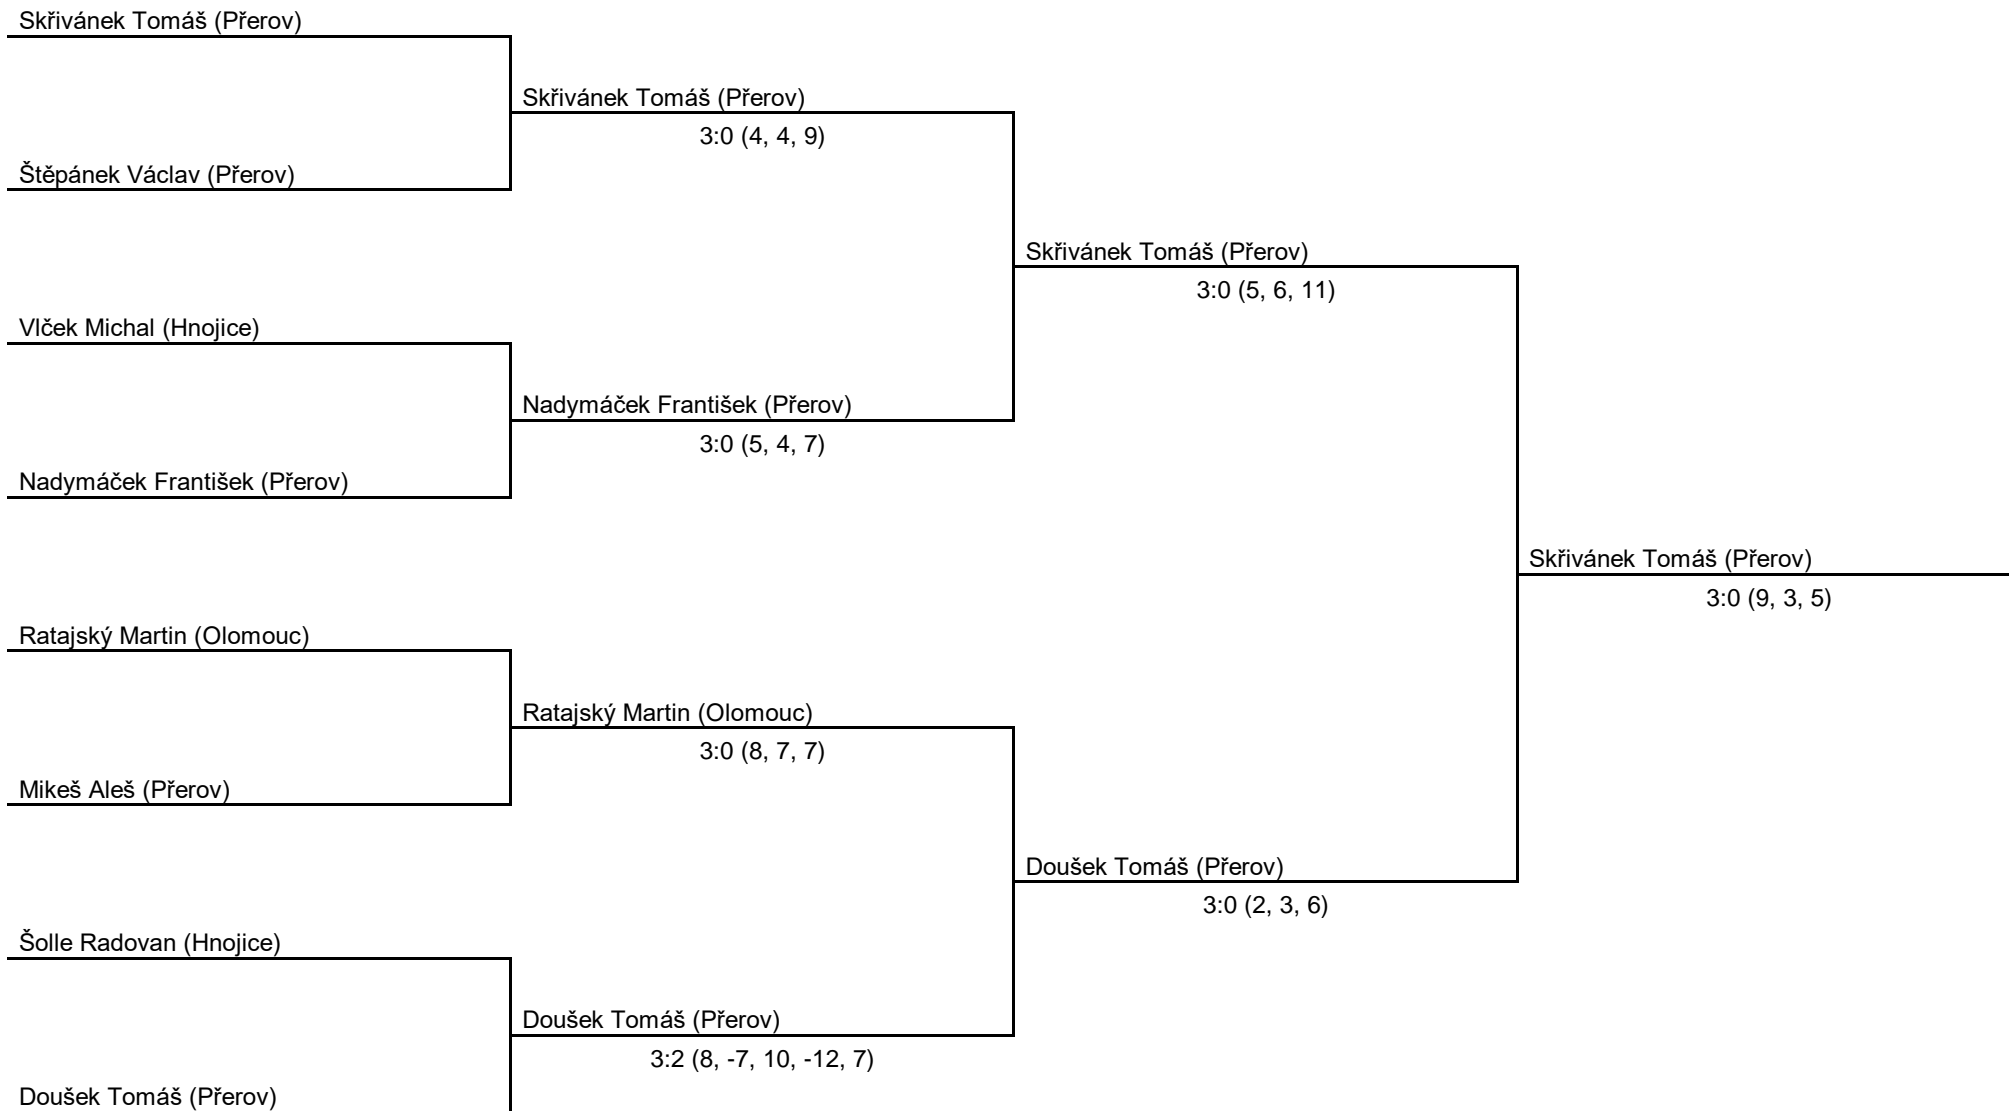 Skřivánek Tomáš (Přerov)
Skřivánek Tomáš (Přerov)
3:0 (4, 4, 9)
Štěpánek Václav (Přerov)
Skřivánek Tomáš (Přerov)
3:0 (5, 6, 11)
Vlček Michal (Hnojice)
Nadymáček František (Přerov)
3:0 (5, 4, 7)
Nadymáček František (Přerov)
Skřivánek Tomáš (Přerov)
3:0 (9, 3, 5)
Ratajský Martin (Olomouc)
Ratajský Martin (Olomouc)
3:0 (8, 7, 7)
Mikeš Aleš (Přerov)
Doušek Tomáš (Přerov)
3:0 (2, 3, 6)
Šolle Radovan (Hnojice)
Doušek Tomáš (Přerov)
3:2 (8, -7, 10, -12, 7)
Doušek Tomáš (Přerov)